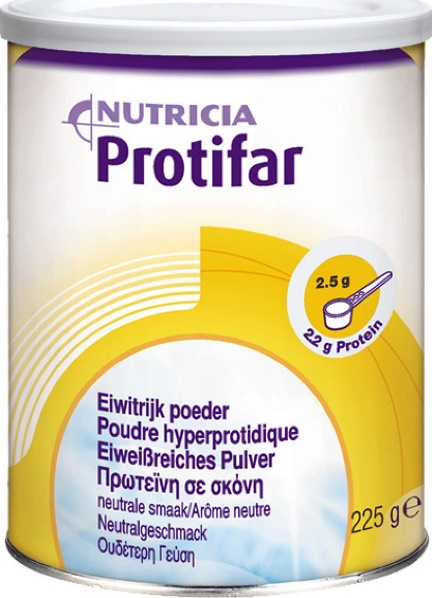 NUTRICIA
Protifar
2.5 g
2.2 g Protein
Eiwitrijk poeder
Poudre hyperprotidique
Eiweißreiches Pulver
Πρωτεΐνη σε σκόνη
neutrale smaak/Arôme neutre
Neutralgeschmack
Ουδέτερη Γεύση
225 g℮